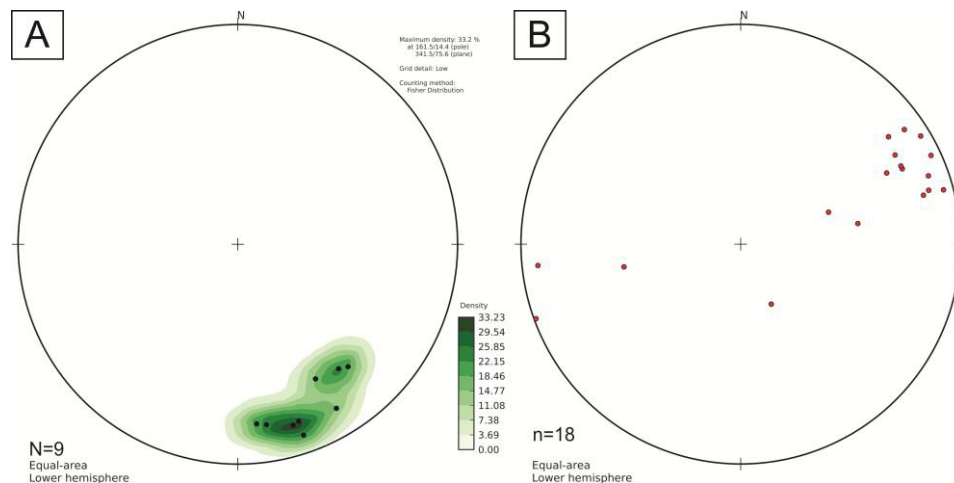 A
N
Maximum density: 33.2 %
at 161.5/14.4 (pole)
341.5/75.6 (plane)
Grid detail: Low
Counting method:
Fisher Distribution
Density
33.23
29.54
25.85
22.15
18.46
14.77
11.08
7.38
3.69
0.00
N=9
Equal-area
Lower hemisphere
B
N
n=18
Equal-area
Lower hemisphere